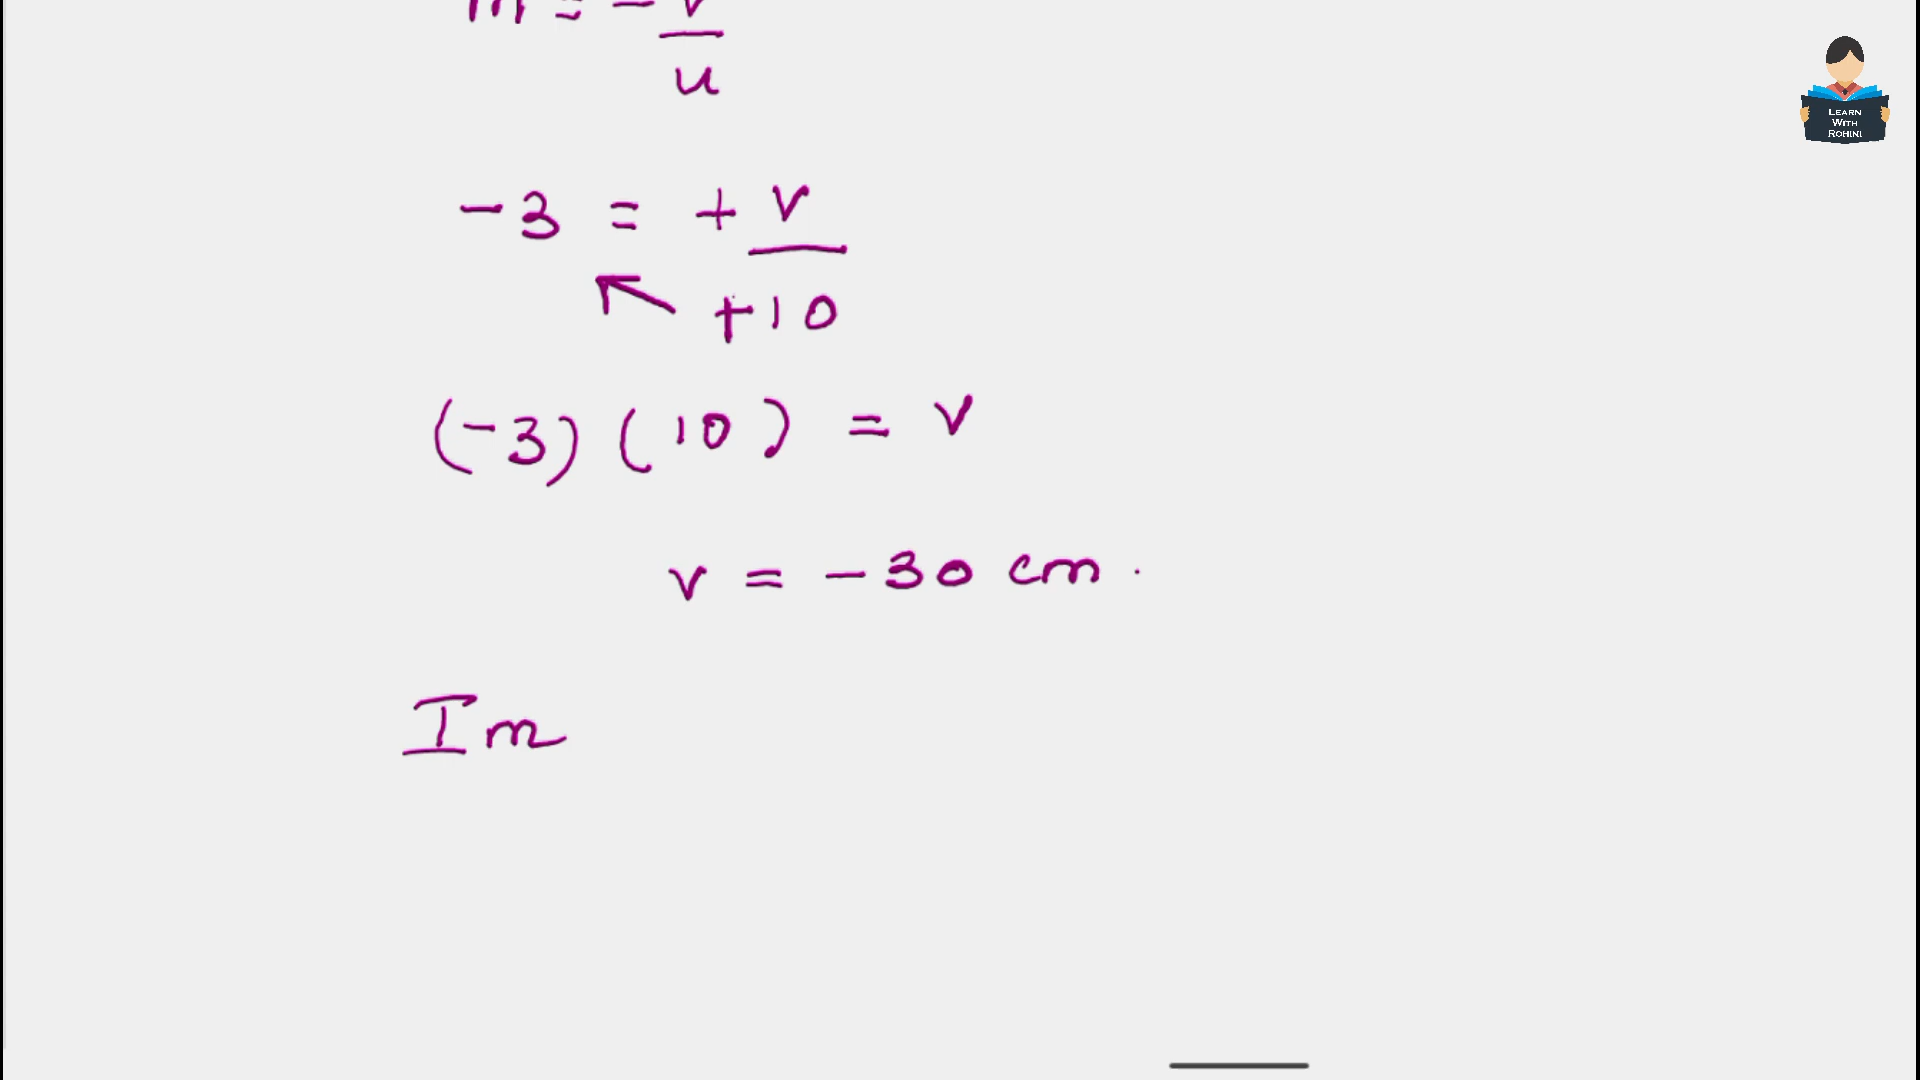 m = - v
u
-3 = + v
+10
(-3) (10) = v
v = -30 cm.
Im
LEARN
WITH
ROHINI